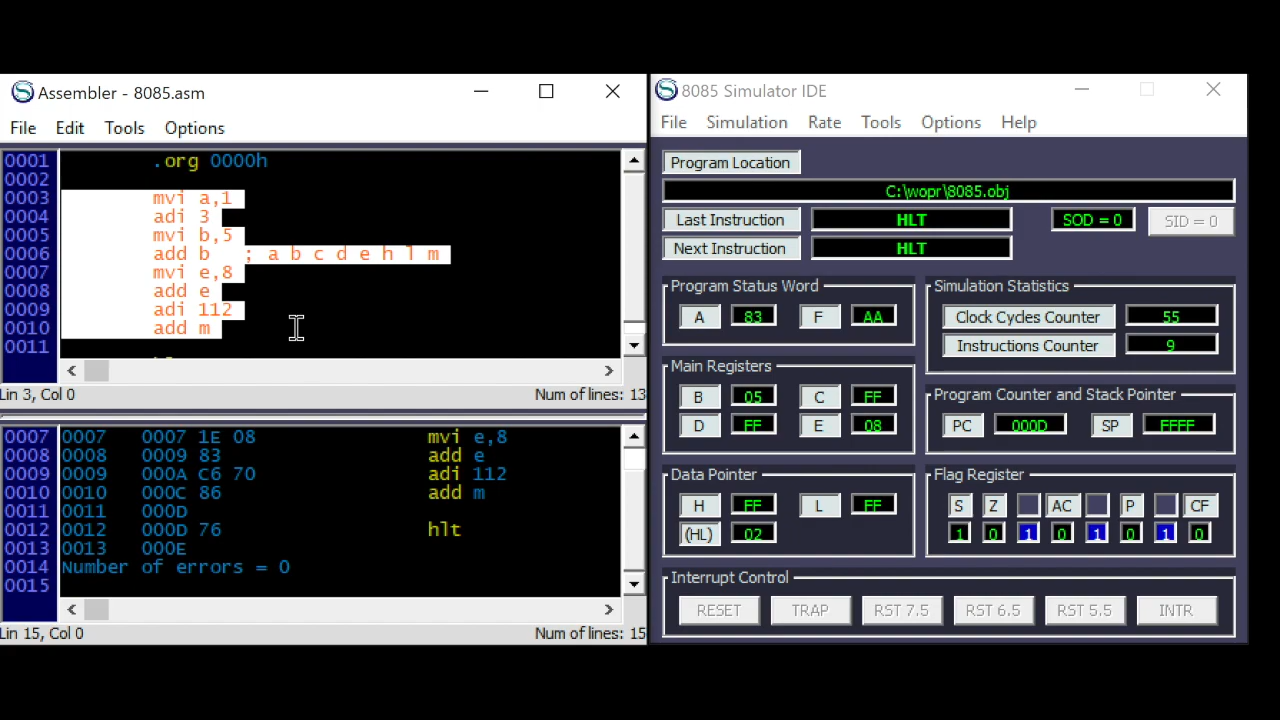 Assembler - 8085.asm
File Edit Tools Options
0001 .org 0000h
0002
0003 mvi a,1
0004 adi 3
0005 mvi b,5
0006 add b ; a b c d e h l m
0007 mvi e,8
0008 add e
0009 adi 112
0010 add m
0011
Lin 3, Col 0 Num of lines: 13
0007 0007 0007 1E 08 mvi e,8
0008 0008 0009 83 add e
0009 0009 000A C6 70 adi 112
0010 0010 000C 86 add m
0011 0011 000D
0012 0012 000D 76 hlt
0013 0013 000E
0014 Number of errors = 0
0015
Lin 15, Col 0 Num of lines: 15
8085 Simulator IDE
File Simulation Rate Tools Options Help
Program Location
C:\wopr\8085.obj
Last Instruction HLT SOD = 0 SID = 0
Next Instruction HLT
Program Status Word
A 83 F AA
Main Registers
B 05 C FF
D FF E 08
Data Pointer
H FF L FF
(HL) 02
Simulation Statistics
Clock Cycles Counter 55
Instructions Counter 9
Program Counter and Stack Pointer
PC 000D SP FFFF
Flag Register
S Z AC P CF
1 0 1 0 1 0 1 0
Interrupt Control
RESET TRAP RST 7.5 RST 6.5 RST 5.5 INTR